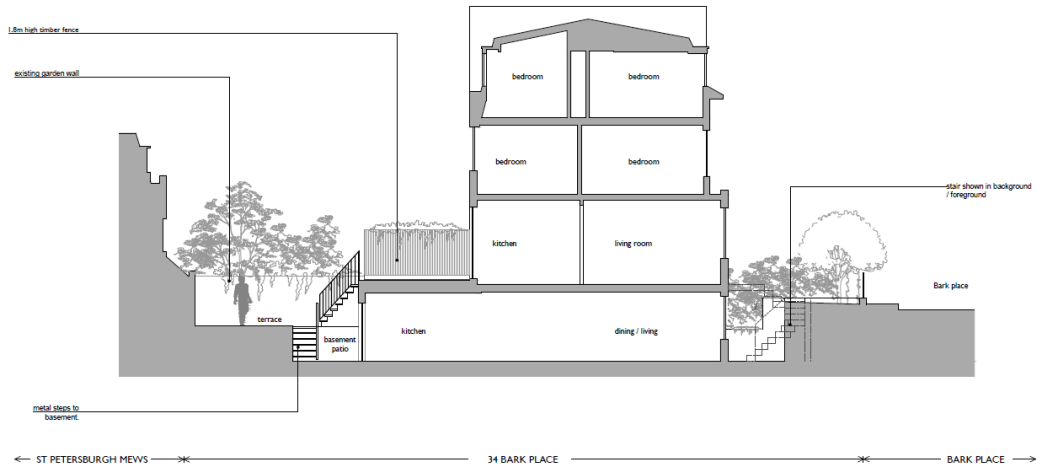 1.8m high timber fence
existing garden wall
bedroom
bedroom
bedroom
bedroom
stair shown in background
/ foreground
kitchen
living room
Bark place
terrace
kitchen
dining / living
basement
patio
metal steps to
basement.
ST PETERSBURGH MEWS
34 BARK PLACE
BARK PLACE